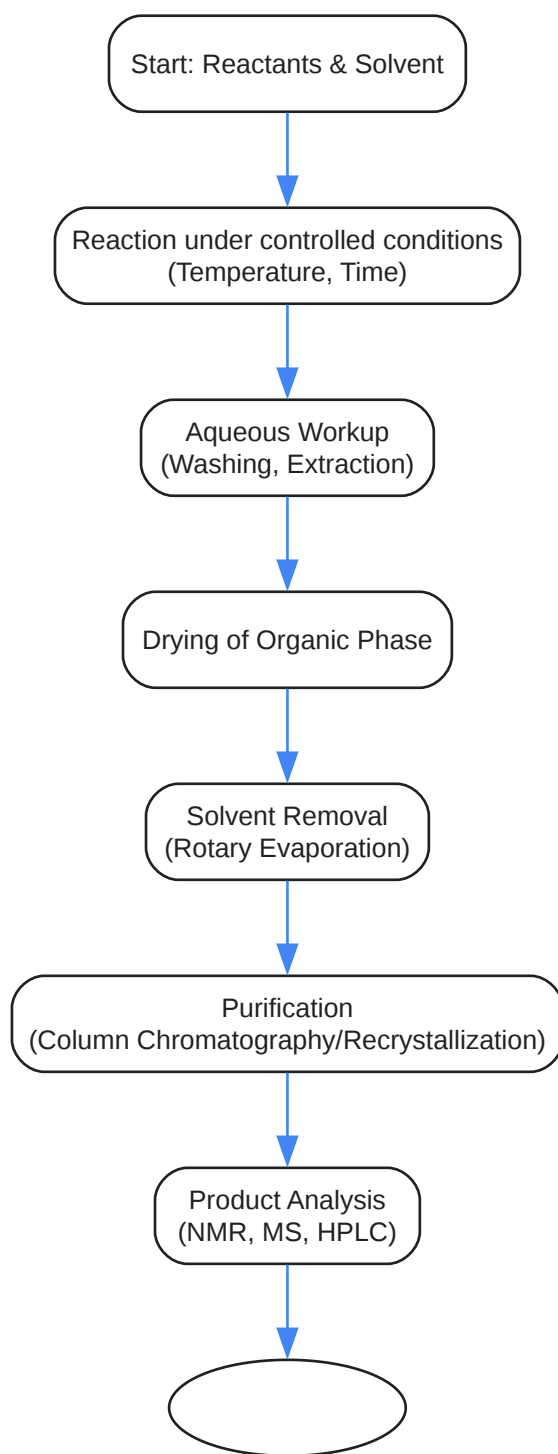 Start: Reactants & Solvent
Reaction under controlled conditions
(Temperature, Time)
Aqueous Workup
(Washing, Extraction)
Drying of Organic Phase
Solvent Removal
(Rotary Evaporation)
Purification
(Column Chromatography/Recrystallization)
Product Analysis
(NMR, MS, HPLC)